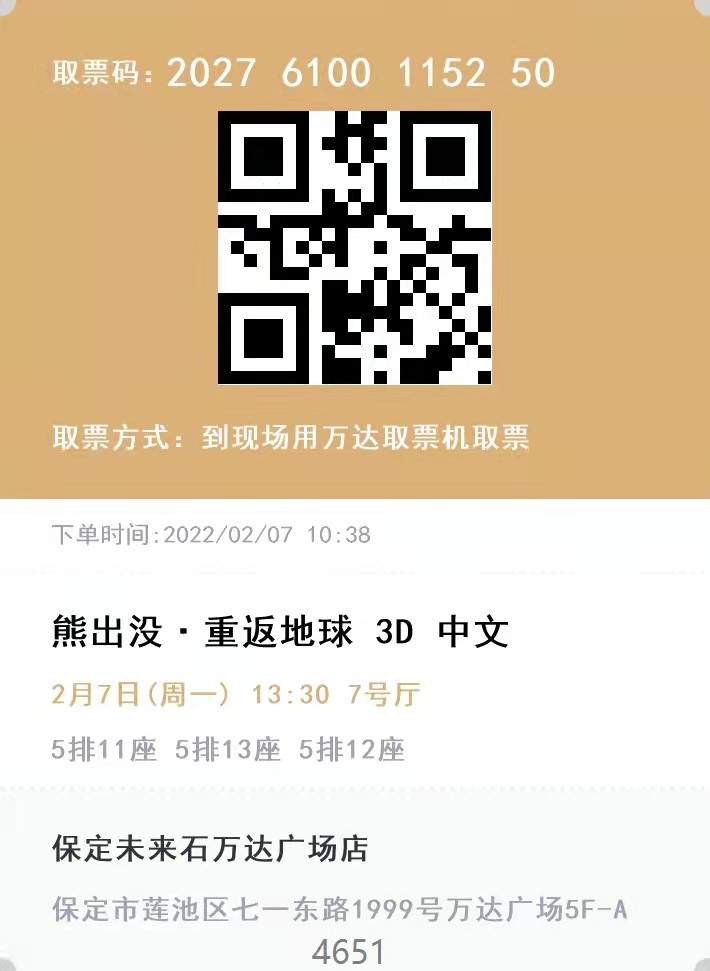 取票码: 2027 6100 1152 50
取票方式: 到现场用万达取票机取票
下单时间:2022/02/07 10:38
熊出没·重返地球 3D 中文
2月7日(周一) 13:30 7号厅
5排11座 5排13座 5排12座
保定未来石万达广场店
保定市莲池区七一东路1999号万达广场5F-A
4651